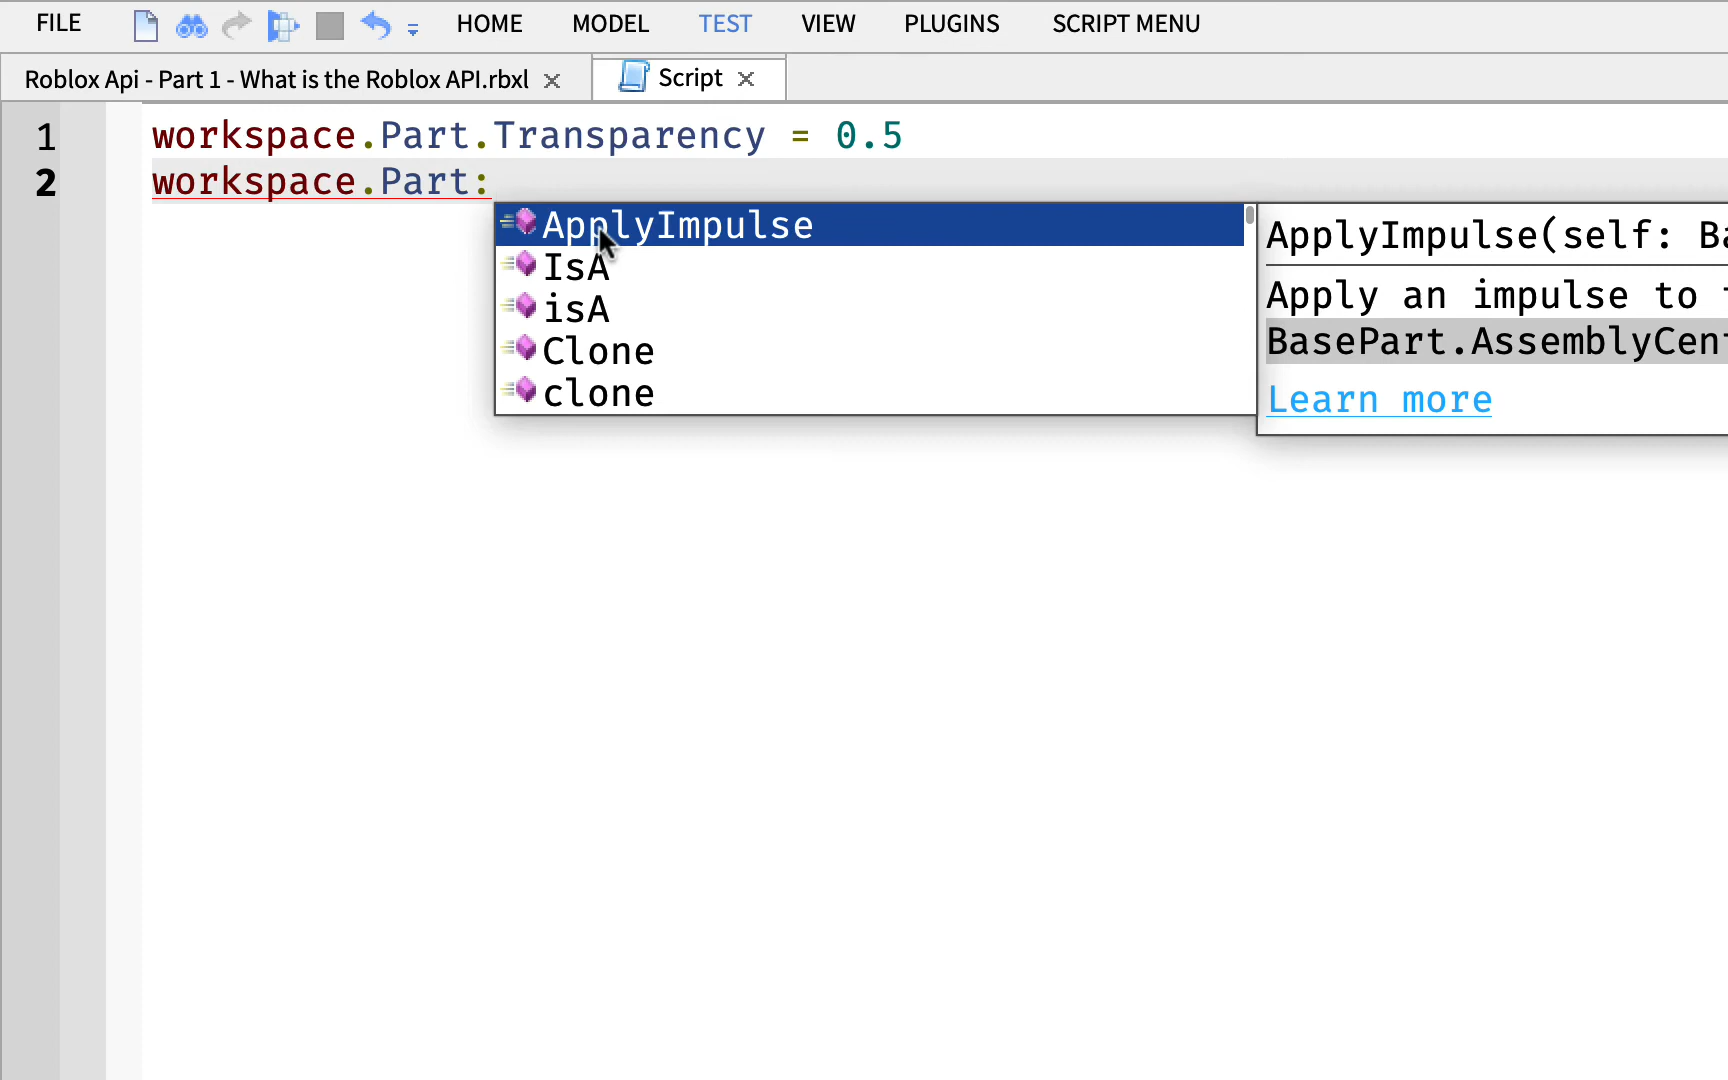 FILE HOME MODEL TEST VIEW PLUGINS SCRIPT MENU
Roblox Api - Part 1 - What is the Roblox API.rbxl Script
1 workspace.Part.Transparency = 0.5
2 workspace.Part:
ApplyImpulse
IsA
isA
Clone
clone
ApplyImpulse(self:
Apply an impulse to
BasePart.AssemblyCen
Learn more